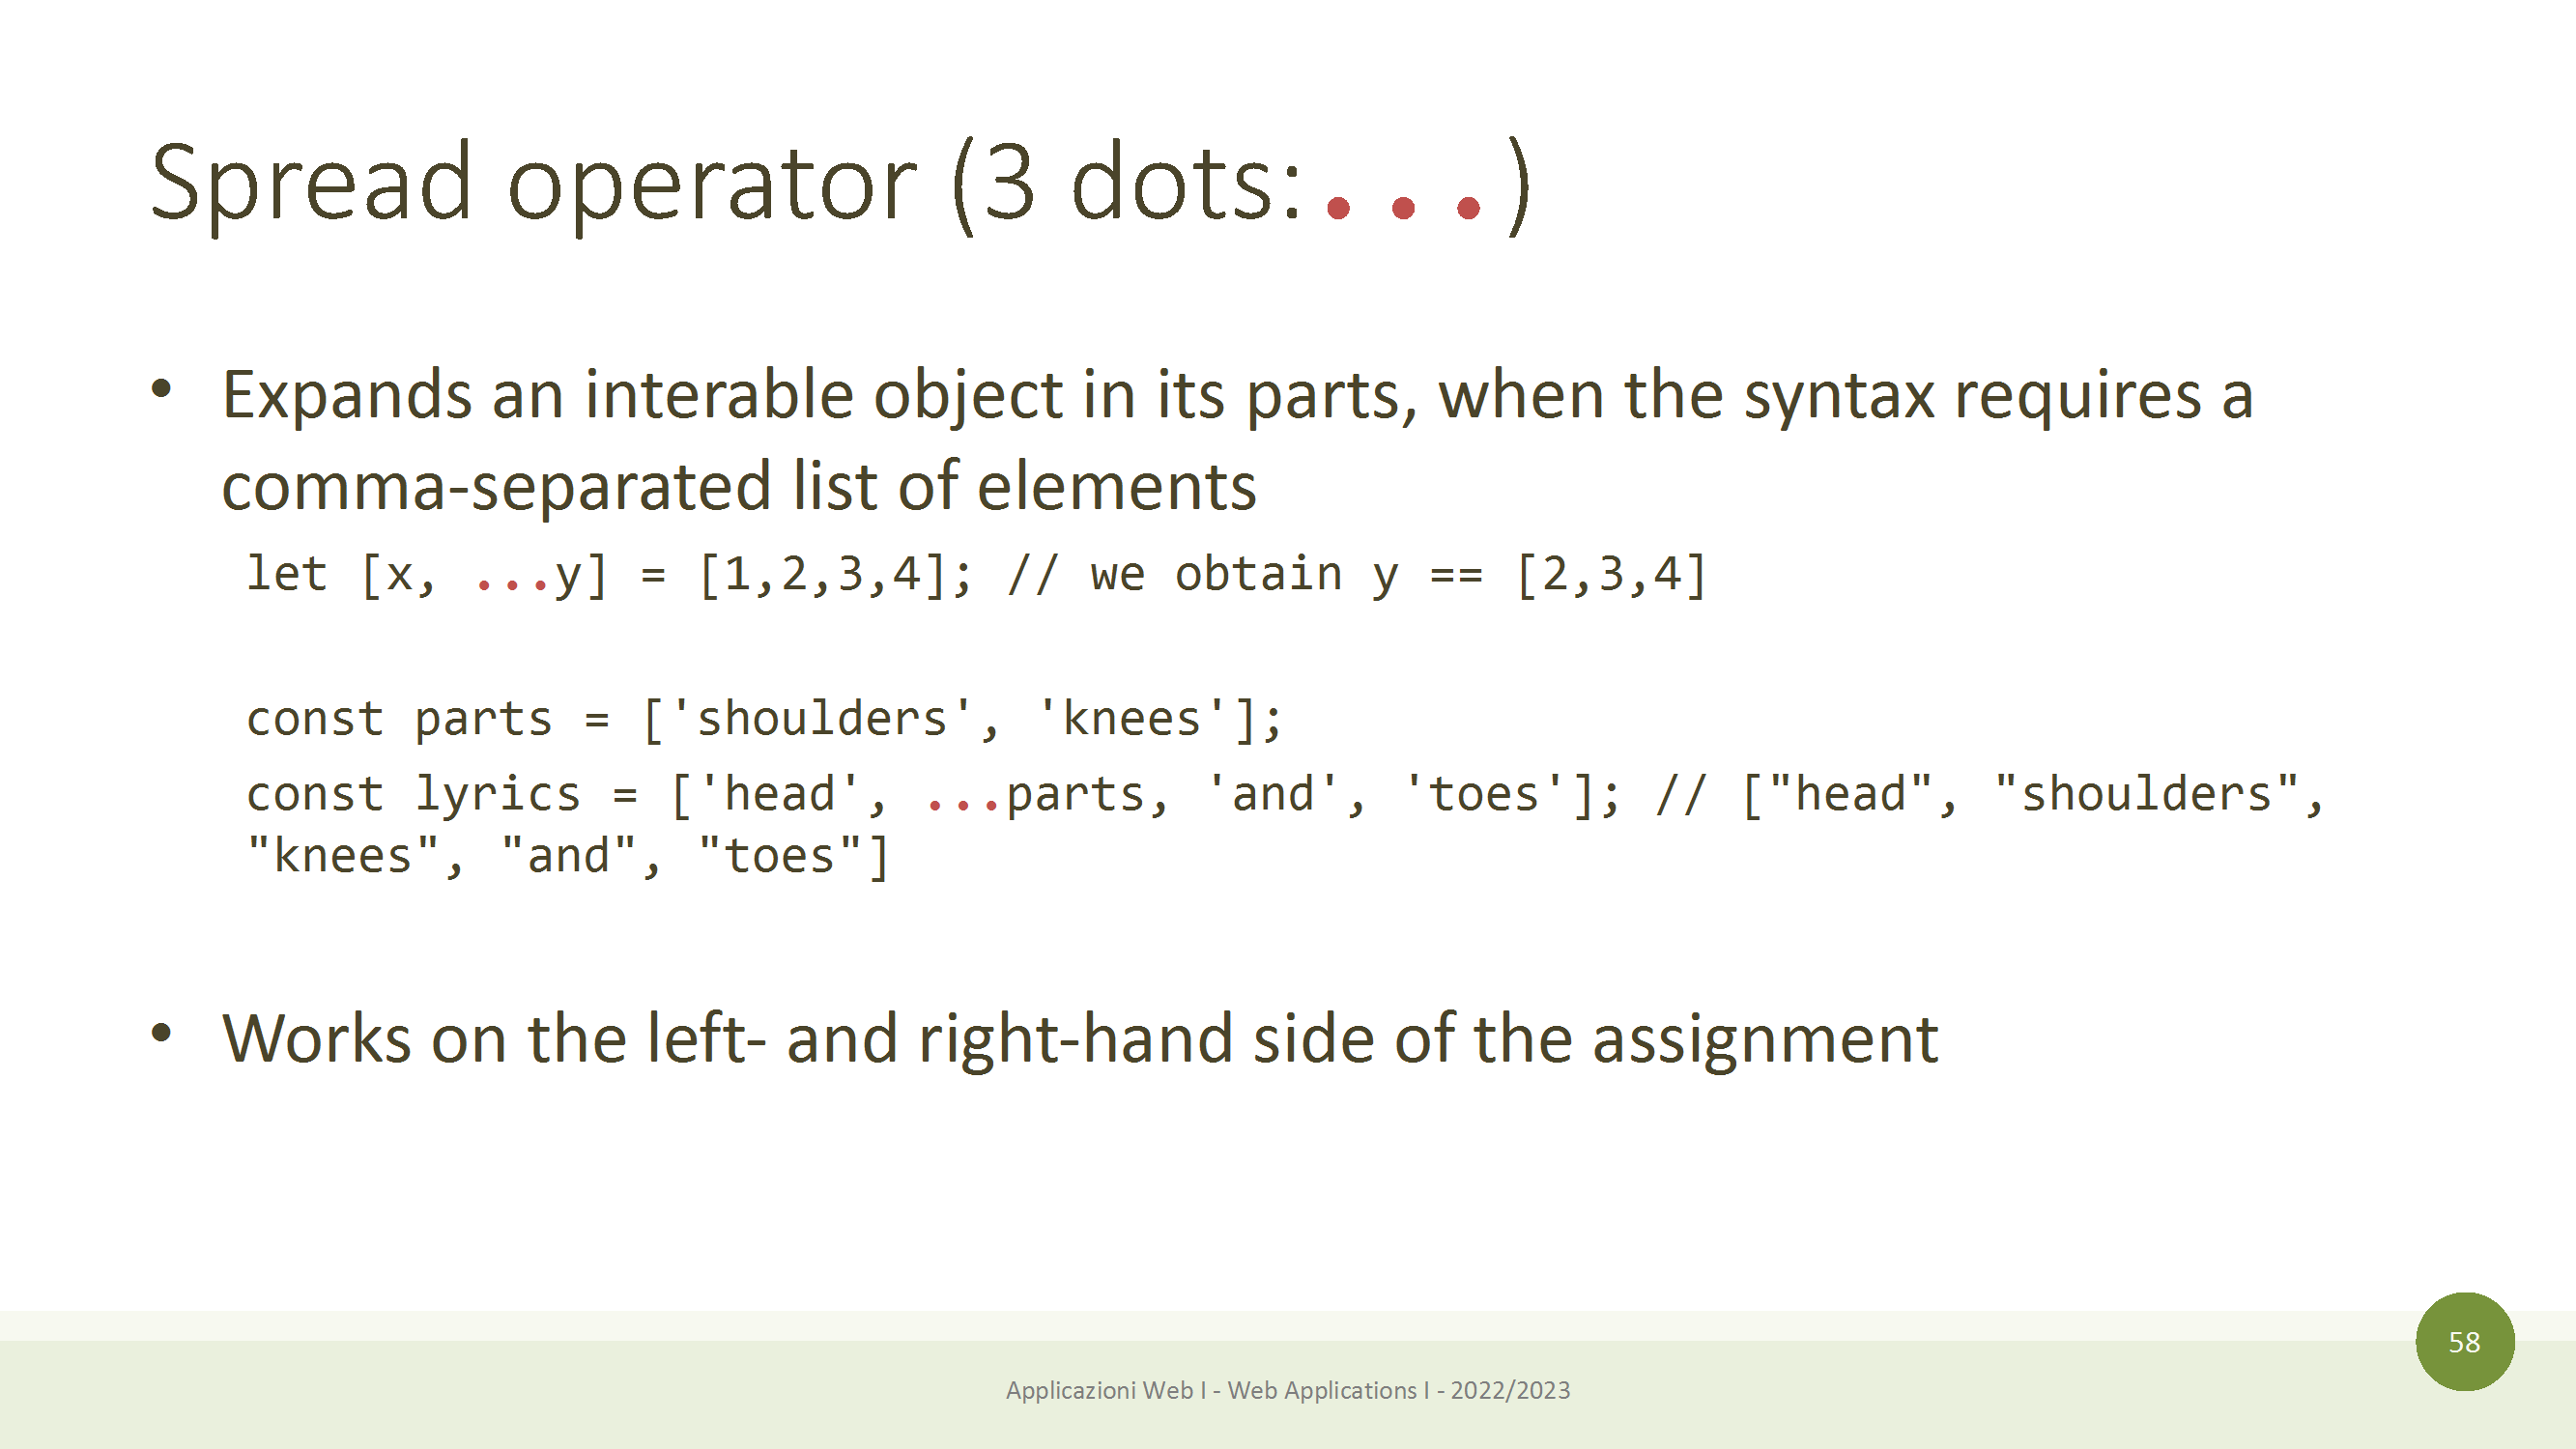 Spread operator (3 dots:...)
• Expands an interable object in its parts, when the syntax requires a
comma-separated list of elements
let [x, ...y] = [1,2,3,4]; // we obtain y == [2,3,4]
const parts = ['shoulders', 'knees'];
const lyrics = ['head', ...parts, 'and', 'toes']; // ["head", "shoulders",
"knees", "and", "toes"]
• Works on the left- and right-hand side of the assignment
58
Applicazioni Web I - Web Applications I - 2022/2023